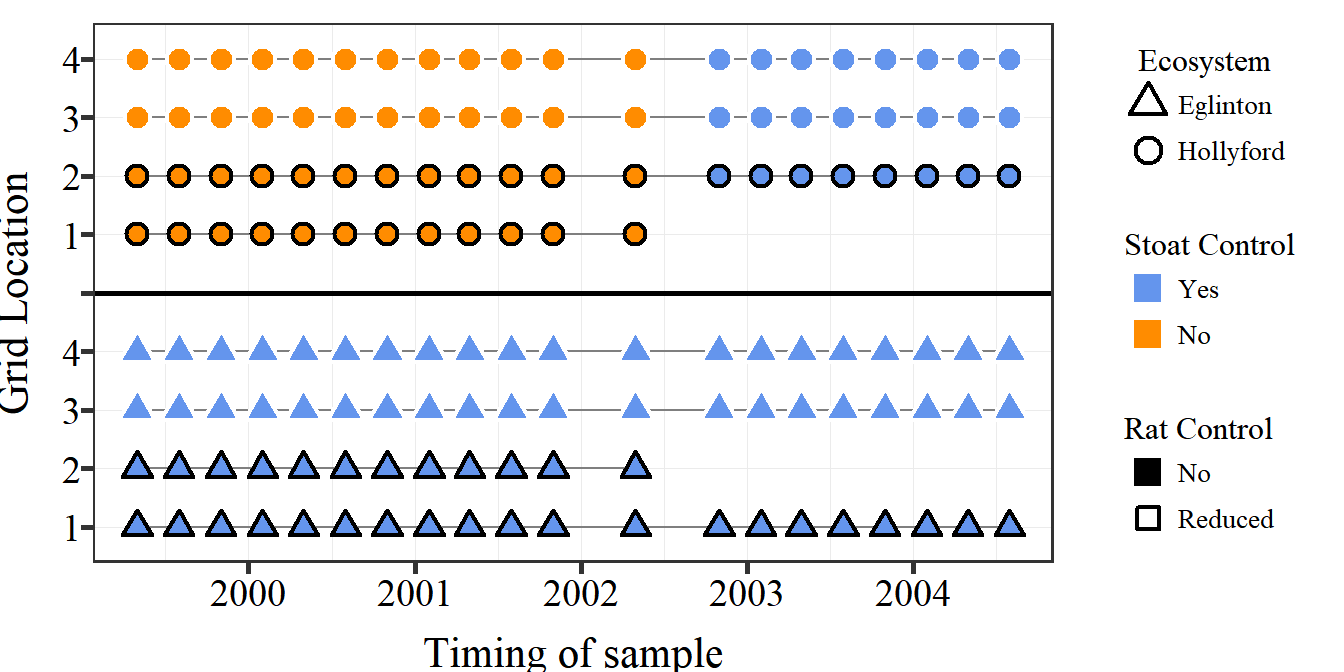 Grid Location
4
3
2
1
4
3
2
1
2000 2001 2002 2003 2004
Timing of sample
Ecosystem
Eglinton
Hollyford
Stoat Control
Yes
No
Rat Control
No
Reduced